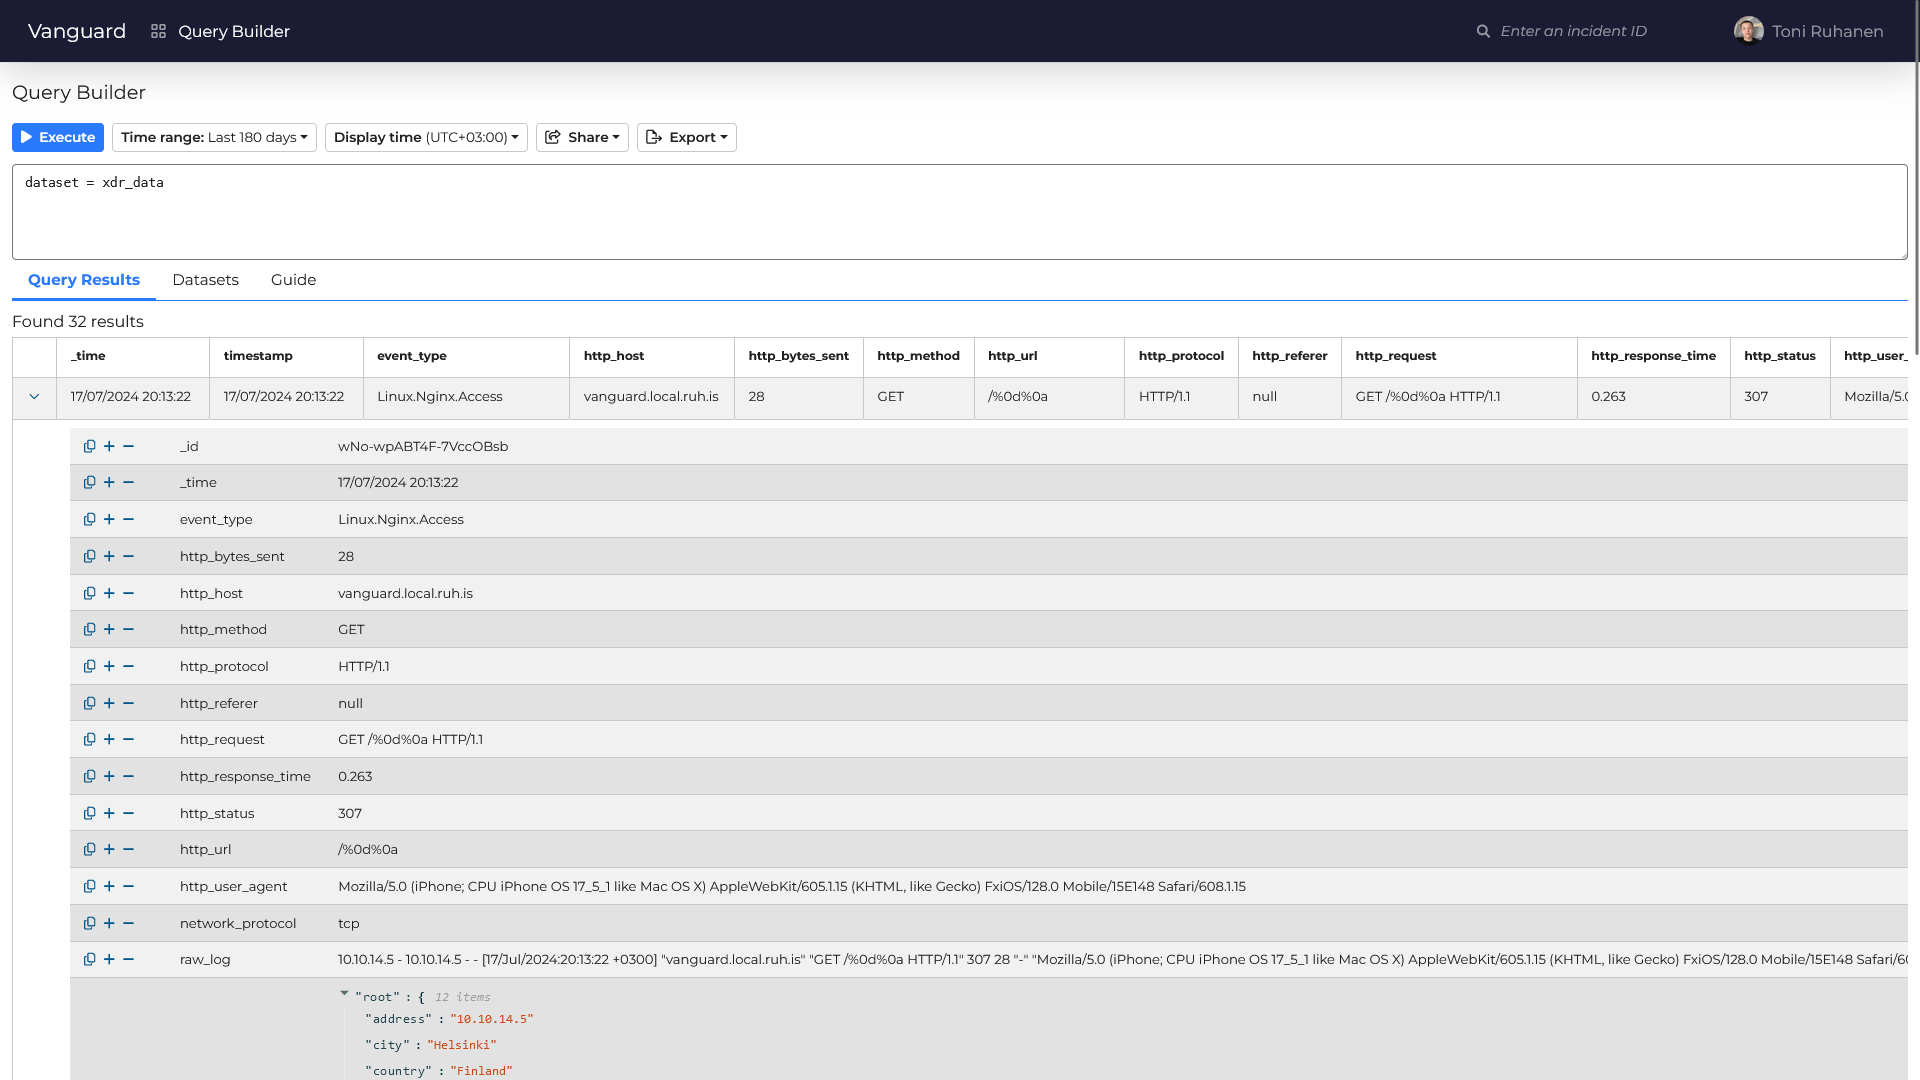 Vanguard Query Builder Enter an incident ID Toni Ruhanen
Query Builder
Execute Time range: Last 180 days Display time (UTC+03:00) Share Export
dataset = xdr_data
Query Results Datasets Guide
Found 32 results
_time timestamp event_type http_host http_bytes_sent http_method http_url http_protocol http_referer http_request http_response_time http_status http_user_
17/07/2024 20:13:22 17/07/2024 20:13:22 Linux.Nginx.Access vanguard.local.ruh.is 28 GET /%0d%0a HTTP/1.1 null GET /%0d%0a HTTP/1.1 0.263 307 Mozilla/5.0
_id wNo-wpABT4F-7VccOBsb
_time 17/07/2024 20:13:22
event_type Linux.Nginx.Access
http_bytes_sent 28
http_host vanguard.local.ruh.is
http_method GET
http_protocol HTTP/1.1
http_referer null
http_request GET /%0d%0a HTTP/1.1
http_response_time 0.263
http_status 307
http_url /%0d%0a
http_user_agent Mozilla/5.0 (iPhone; CPU iPhone OS 17_5_1 like Mac OS X) AppleWebKit/605.1.15 (KHTML, like Gecko) FxiOS/128.0 Mobile/15E148 Safari/608.1.15
network_protocol tcp
raw_log 10.10.14.5 - 10.10.14.5 - - [17/Jul/2024:20:13:22 +0300] "vanguard.local.ruh.is" "GET /%0d%0a HTTP/1.1" 307 28 "-" "Mozilla/5.0 (iPhone; CPU iPhone OS 17_5_1 like Mac OS X) AppleWebKit/605.1.15 (KHTML, like Gecko) FxiOS/128.0 Mobile/15E148 Safari/60
"root" : { 12 items
"address" : "10.10.14.5"
"city" : "Helsinki"
"country" : "Finland"